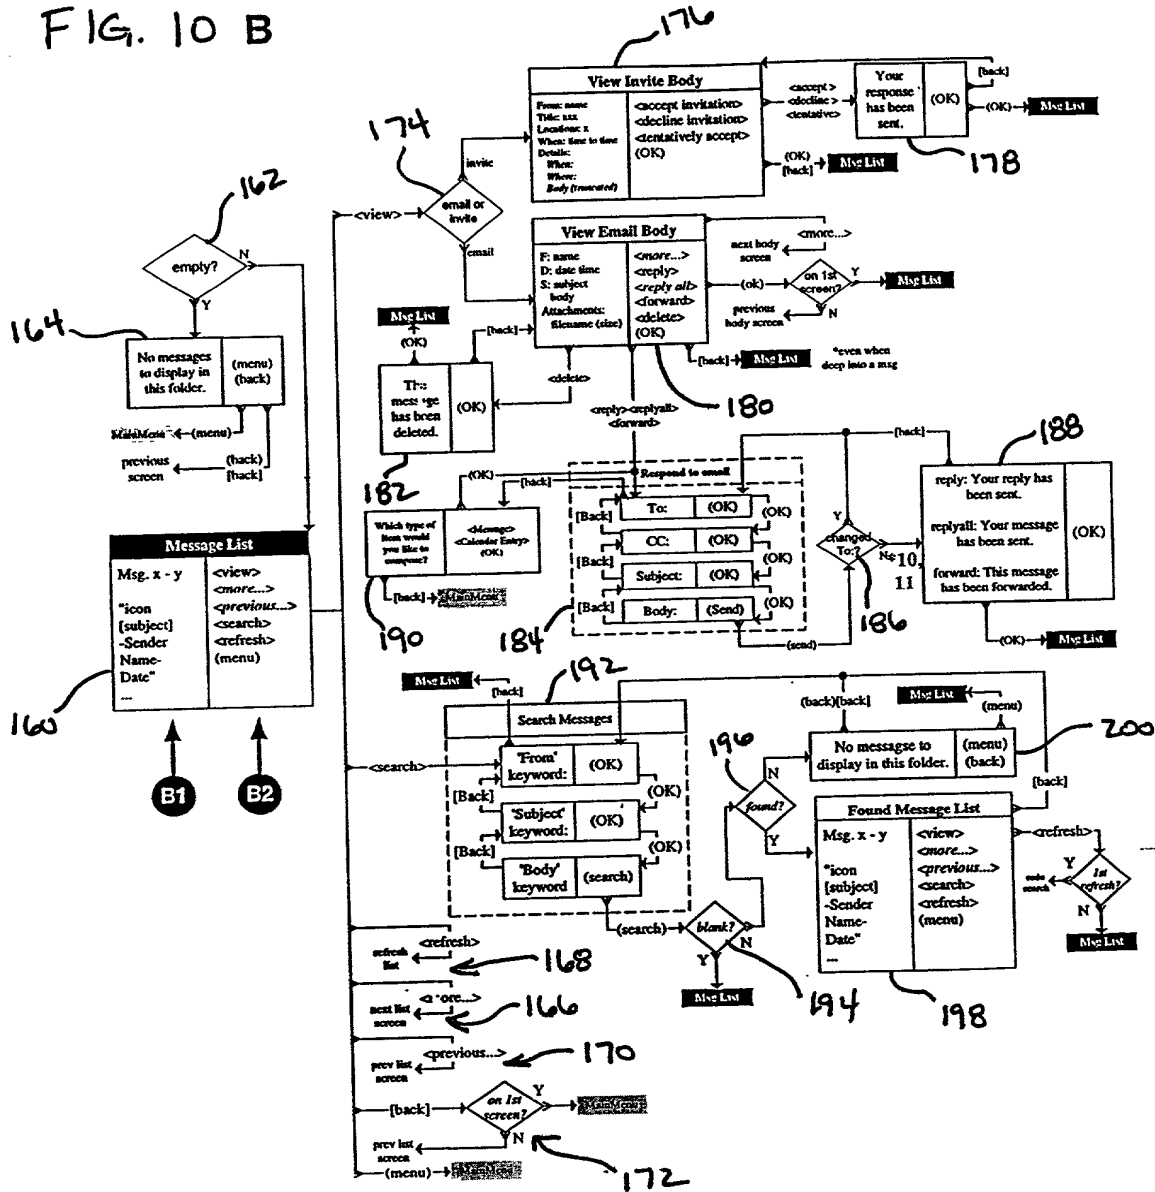 FIG. 10 B
176
View Invite Body
From: name
Title: xxx
Location: x
When: time to time
Details:
When:
Where:
Body (truncated)
<accept invitation>
<decline invitation>
<tentatively accept>
(OK)
<accept>
<decline>
<tentative>
Your
response
has been
sent.
(OK)
[back]
(OK)
Msg List
178
(OK)
[back]
Msg List
174
invite
email or
invite
email
<view>
162
empty?
N
Y
164
No messages
to display in
this folder.
(menu)
(back)
MainMenu
(menu)
previous
screen
(back)
[back]
View Email Body
F: name
D: date time
S: subject
body
Attachments:
filename (size)
<more...>
<reply>
<reply all>
<forward>
<delete>
(OK)
<more...>
next body
screen
(ok)
on 1st
screen?
Y
Msg List
N
previous
body screen
[back]
Msg List
*even when
deep into a msg
180
Msg List
(OK)
[back]
<delete>
message
has been
deleted.
(OK)
182
<reply><replyall>
<forward>
Respond to email
To:
(OK)
CC:
(OK)
Subject:
(OK)
Body:
(Send)
[Back]
[Back]
[Back]
(OK)
(OK)
(OK)
184
(send)
(OK)
[back]
Which type of
item would
you like to
compose?
<Message>
<Calendar Entry>
(OK)
[back]
MainMenu
190
[back]
Y
changed
To:?
N
*10,
11
186
188
reply: Your reply has
been sent.
replyall: Your message
has been sent.
forward: This message
has been forwarded.
(OK)
(OK)
Msg List
Message List
Msg. x - y
"icon
[subject]
-Sender
Name-
Date"
...
<view>
<more...>
<previous...>
<search>
<refresh>
(menu)
160
B1
B2
192
Msg List
[back]
Search Messages
<search>
"From"
keyword:
(OK)
"Subject"
keyword:
(OK)
"Body"
keyword
(search)
[Back]
[Back]
(OK)
(OK)
(search)
blank?
N
Y
Msg List
194
196
found?
N
Y
(back)[back]
Msg List
(menu)
No messagse to
display in this folder.
(menu)
(back)
200
[back]
Found Message List
Msg. x - y
"icon
[subject]
-Sender
Name-
Date"
...
<view>
<more...>
<previous...>
<search>
<refresh>
(menu)
198
<refresh>
1st
refresh?
Y
search
N
Msg List
<refresh>
refresh
list
168
next list
screen
166
<previous...>
prev list
screen
170
[back]
on 1st
screen?
Y
MainMenu
N
prev list
screen
172
(menu)
MainMenu